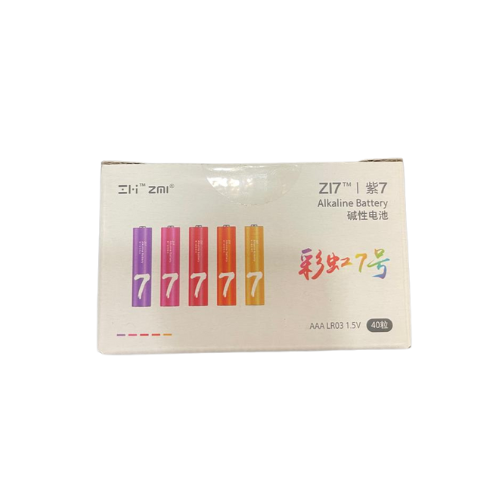 ZMI™ ZMI®
ZI7™ | 紫7
Alkaline Battery
碱性电池
7 7 7 7 7
彩虹7号
AAA LR03 1.5V 40粒